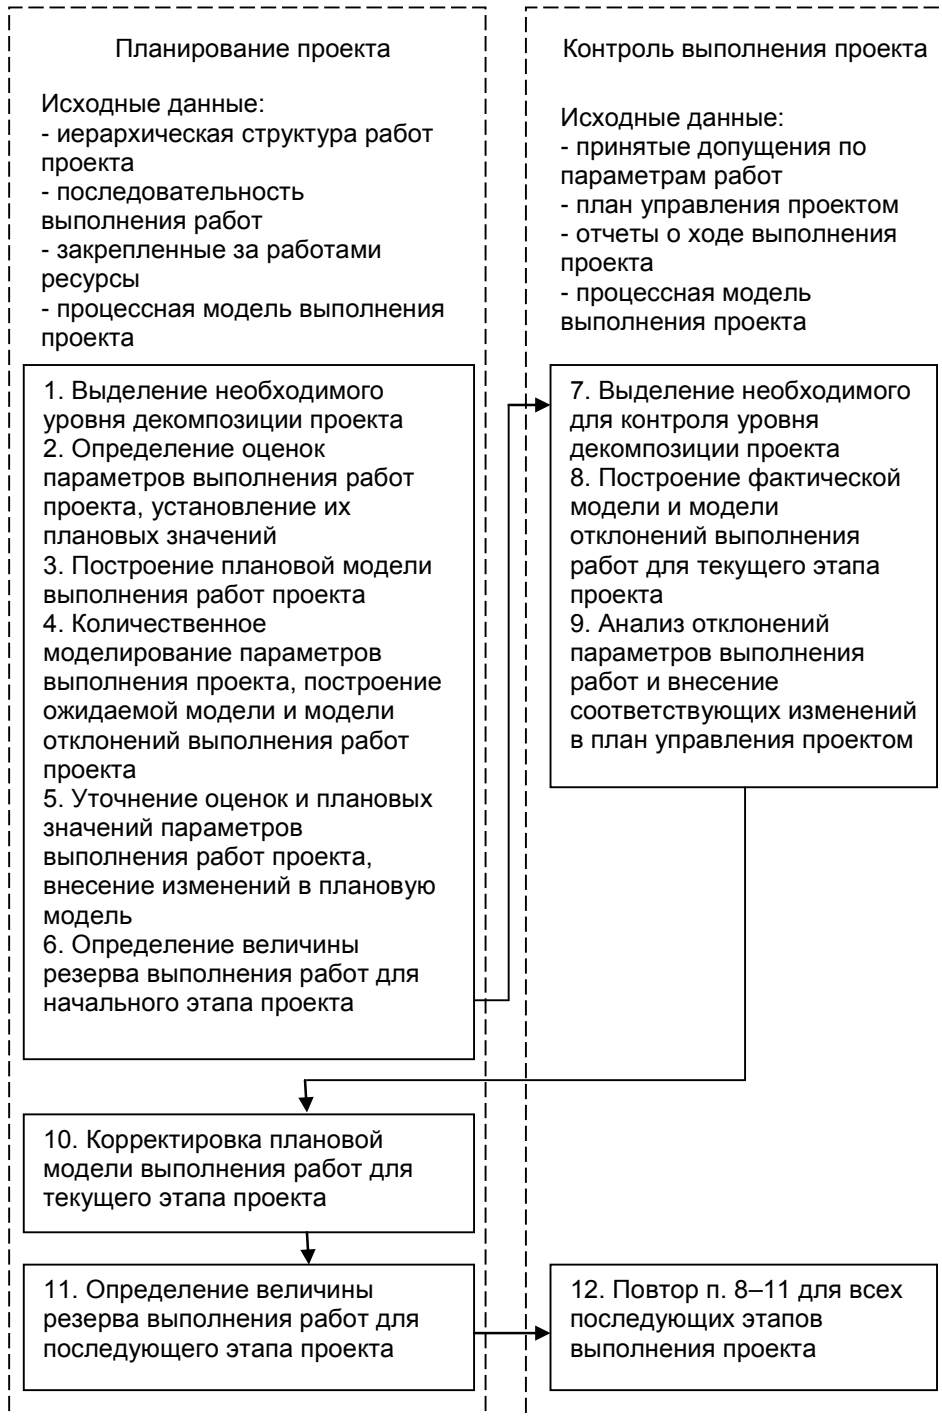 Планирование проекта
Исходные данные:
- иерархическая структура работ
проекта
- последовательность
выполнения работ
- закрепленные за работами
ресурсы
- процессная модель выполнения
проекта
1. Выделение необходимого
уровня декомпозиции проекта
2. Определение оценок
параметров выполнения работ
проекта, установление их
плановых значений
3. Построение плановой модели
выполнения работ проекта
4. Количественное
моделирование параметров
выполнения проекта, построение
ожидаемой модели и модели
отклонений выполнения работ
проекта
5. Уточнение оценок и плановых
значений параметров
выполнения работ проекта,
внесение изменений в плановую
модель
6. Определение величины
резерва выполнения работ для
начального этапа проекта
Контроль выполнения проекта
Исходные данные:
- принятые допущения по
параметрам работ
- план управления проектом
- отчеты о ходе выполнения
проекта
- процессная модель
выполнения проекта
7. Выделение необходимого
для контроля уровня
декомпозиции проекта
8. Построение фактической
модели и модели
отклонений выполнения
работ для текущего этапа
проекта
9. Анализ отклонений
параметров выполнения
работ и внесение
соответствующих изменений
в план управления проектом
10. Корректировка плановой
модели выполнения работ для
текущего этапа проекта
11. Определение величины
резерва выполнения работ для
последующего этапа проекта
12. Повтор п. 8–11 для всех
последующих этапов
выполнения проекта